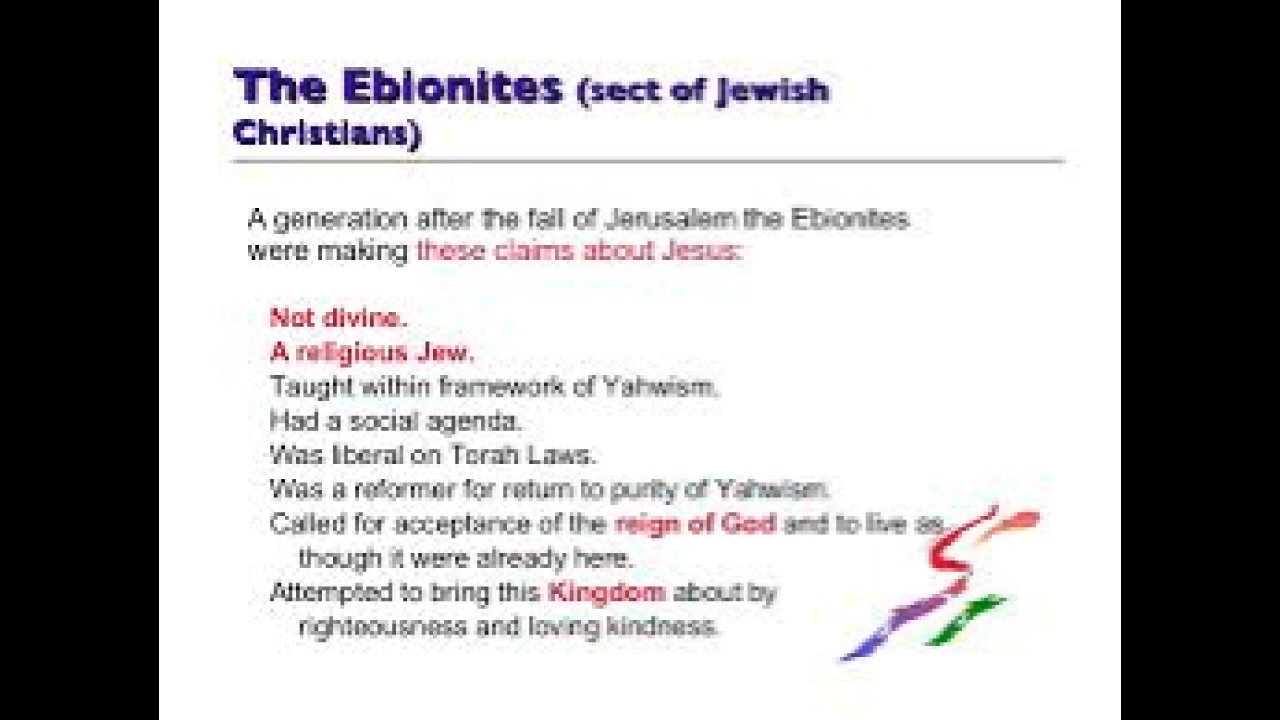 The Ebionites (sect of Jewish
Christians)
A generation after the fall of Jerusalem the Ebionites
were making these claims about Jesus:
Not divine.
A religious Jew.
Taught within framework of Yahwism.
Had a social agenda.
Was liberal on Torah Laws.
Was a reformer for return to purity of Yahwism.
Called for acceptance of the reign of God and to live as
though it were already here.
Attempted to bring this Kingdom about by
righteousness and loving kindness.